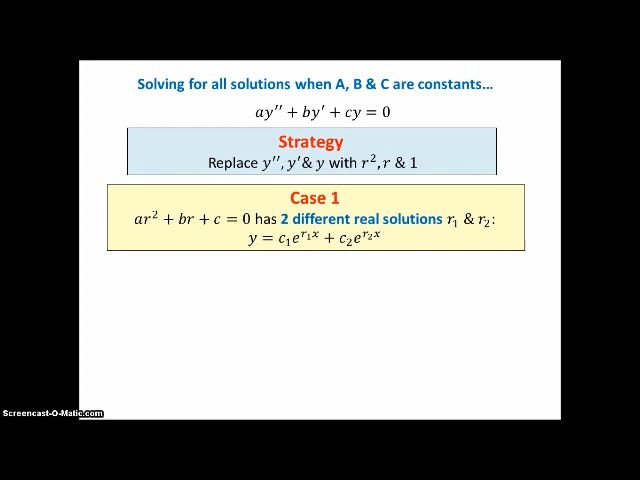 Solving for all solutions when A, B & C are constants…
ay′′ + by′ + cy = 0
Strategy
Replace y′′, y′& y with r², r & 1
Case 1
ar² + br + c = 0 has 2 different real solutions r₁ & r₂:
y = c₁e^{r₁x} + c₂e^{r₂x}
Screencast-O-Matic.com